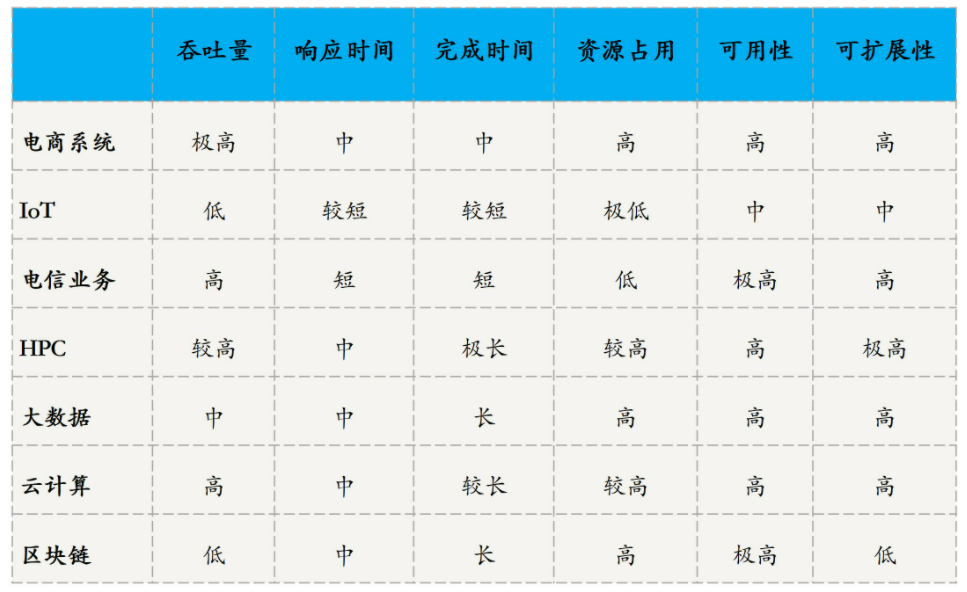 吞吐量 响应时间 完成时间 资源占用 可用性 可扩展性
电商系统 极高 中 中 高 高 高
IoT 低 较短 较短 极低 中 中
电信业务 高 短 短 低 极高 高
HPC 较高 中 极长 较高 高 极高
大数据 中 中 长 高 高 高
云计算 高 中 较长 较高 高 高
区块链 低 中 长 高 极高 低